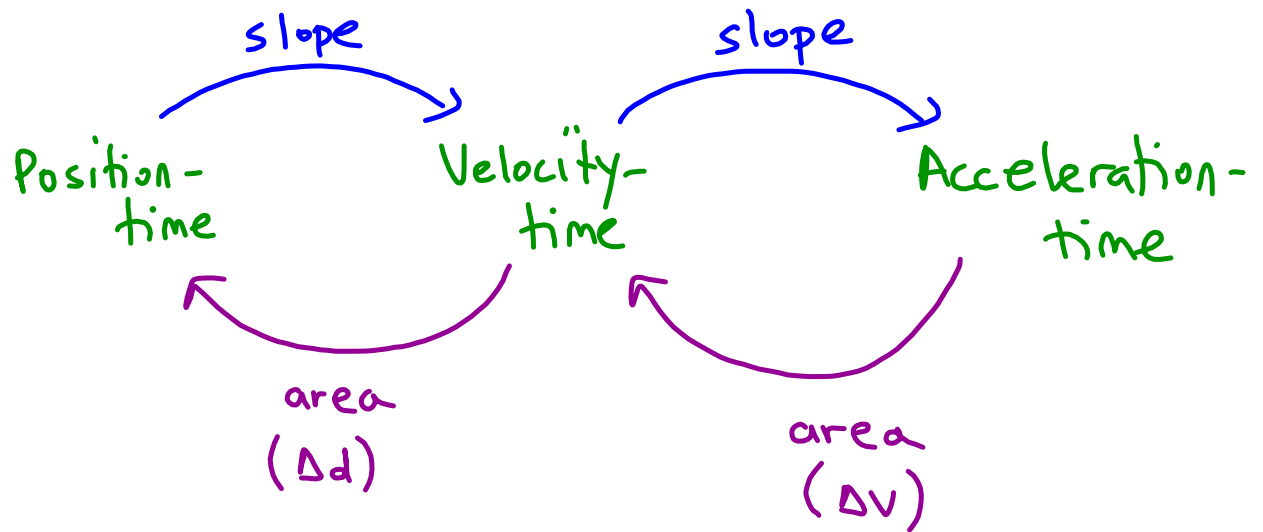 slope
slope
Position-
time
Velocity-
time
Acceleration-
time
area
(Δd)
area
(Δv)